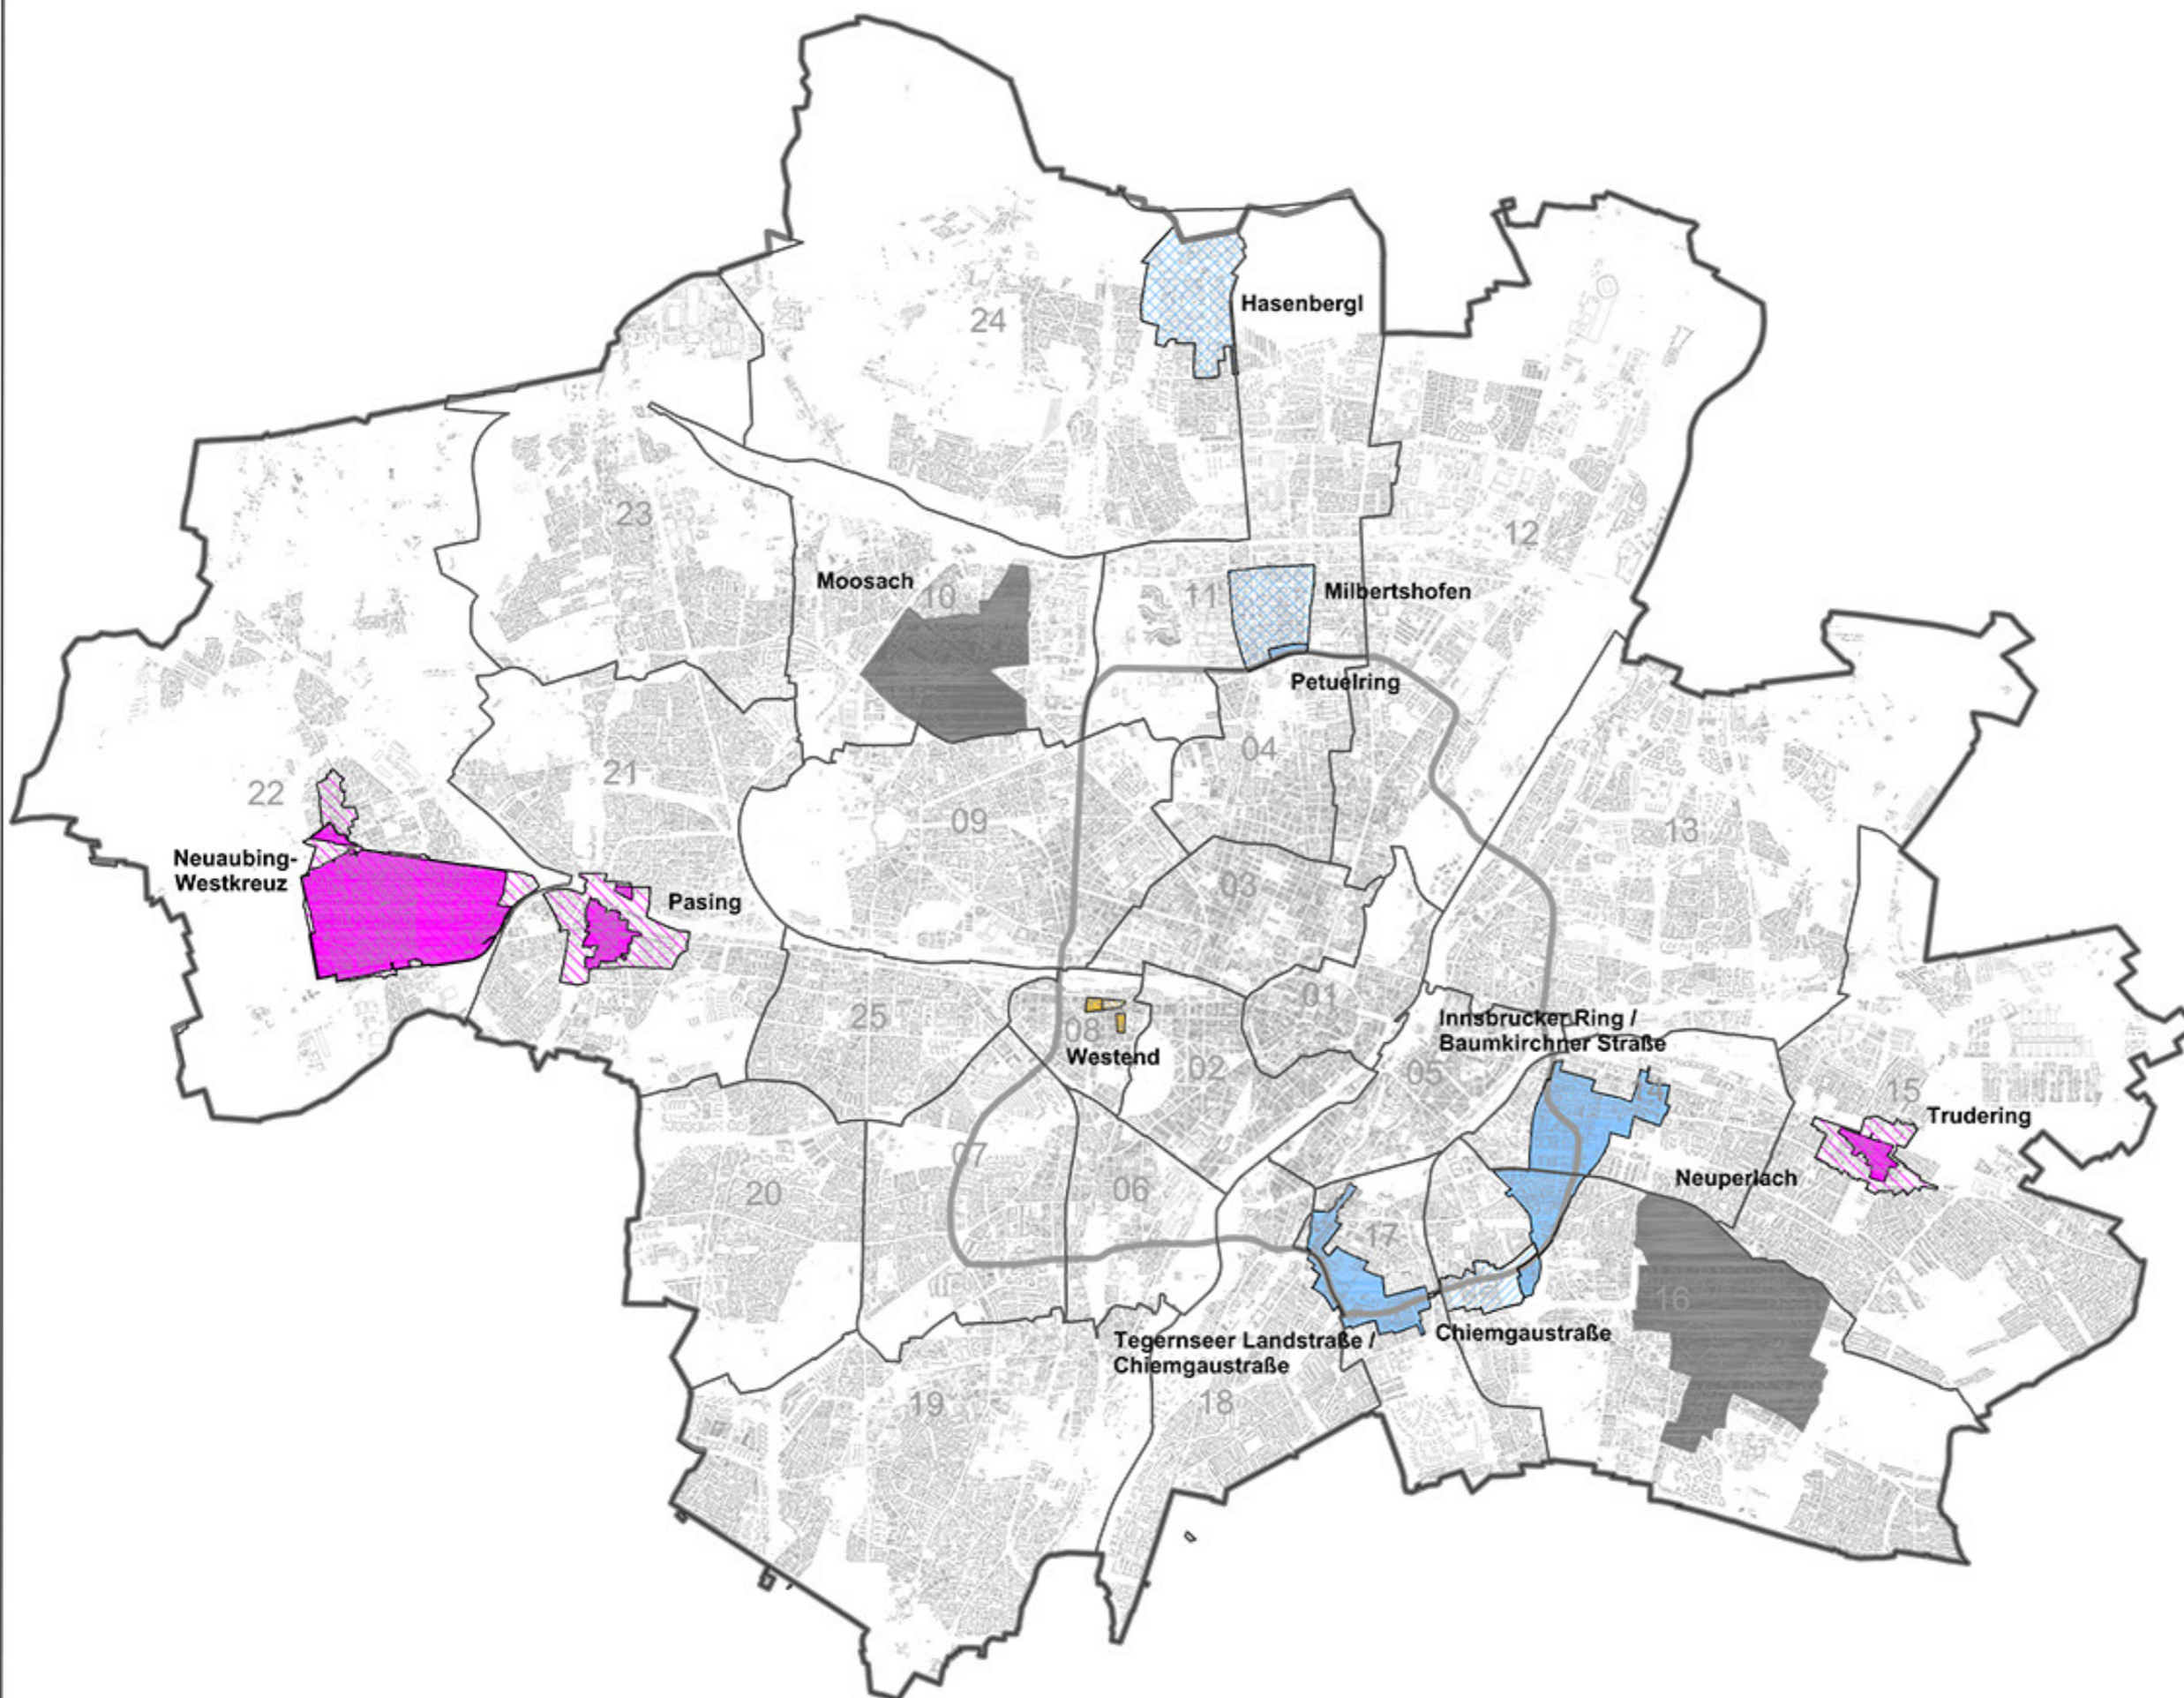 Hasenbergl
24
23
12
Moosach
10
11
Milbertshofen
Petuelring
04
22
21
09
13
Neuaubing-
Westkreuz
Pasing
03
25
01
08
Westend
02
05
Innsbrucker Ring /
Baumkirchner Straße
14
15
Trudering
07
20
06
17
Neuperlach
16
Tegernseer Landstraße /
Chiemgaustraße
Chiemgaustraße
19
18